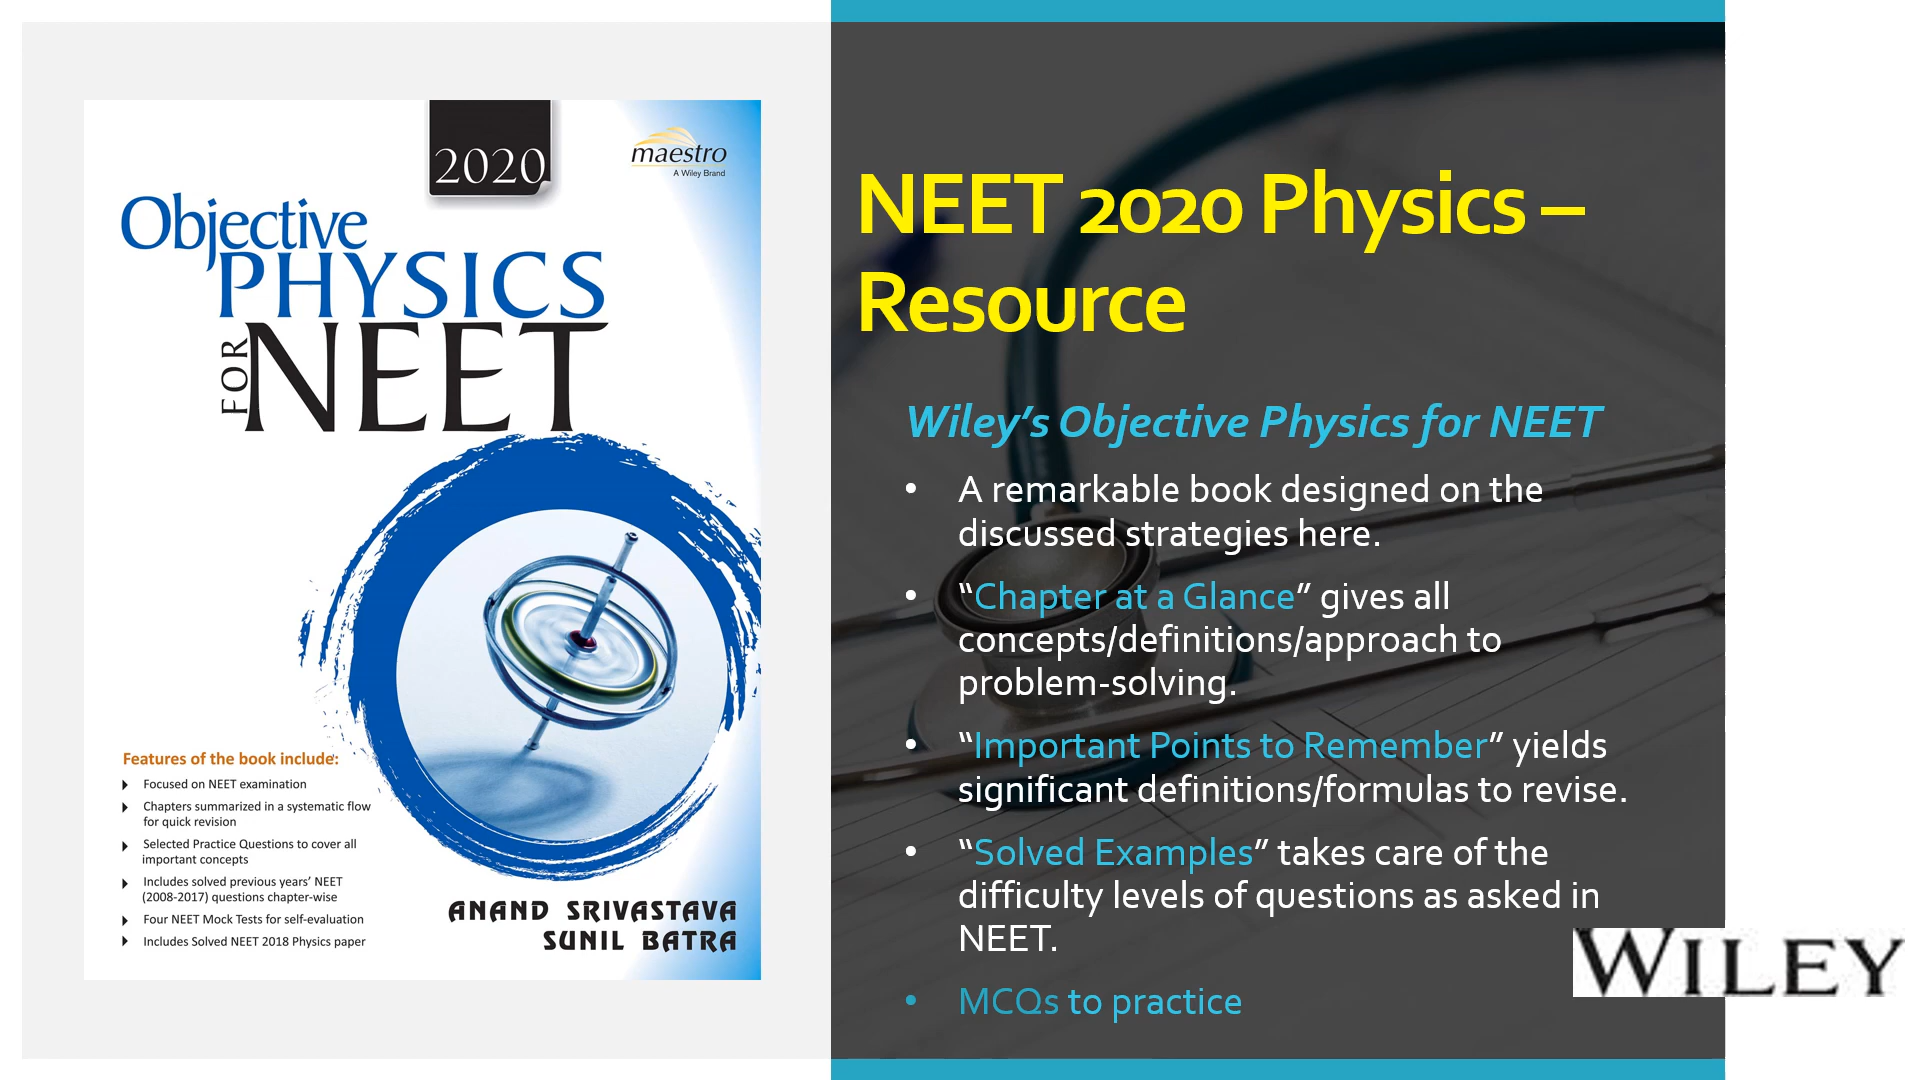 2020
maestro
A Wiley Brand
Objective
PHYSICS
FOR
NEET
Features of the book include:
Focused on NEET examination
Chapters summarized in a systematic flow
for quick revision
Selected Practice Questions to cover all
important concepts
Includes solved previous years’ NEET
(2008-2017) questions chapter-wise
Four NEET Mock Tests for self-evaluation
Includes Solved NEET 2018 Physics paper
ANAND SRIVASTAVA
SUNIL BATRA
NEET 2020 Physics –
Resource
Wiley’s Objective Physics for NEET
• A remarkable book designed on the
discussed strategies here.
• “Chapter at a Glance” gives all
concepts/definitions/approach to
problem-solving.
• “Important Points to Remember” yields
significant definitions/formulas to revise.
• “Solved Examples” takes care of the
difficulty levels of questions as asked in
NEET.
• MCQs to practice
WILEY